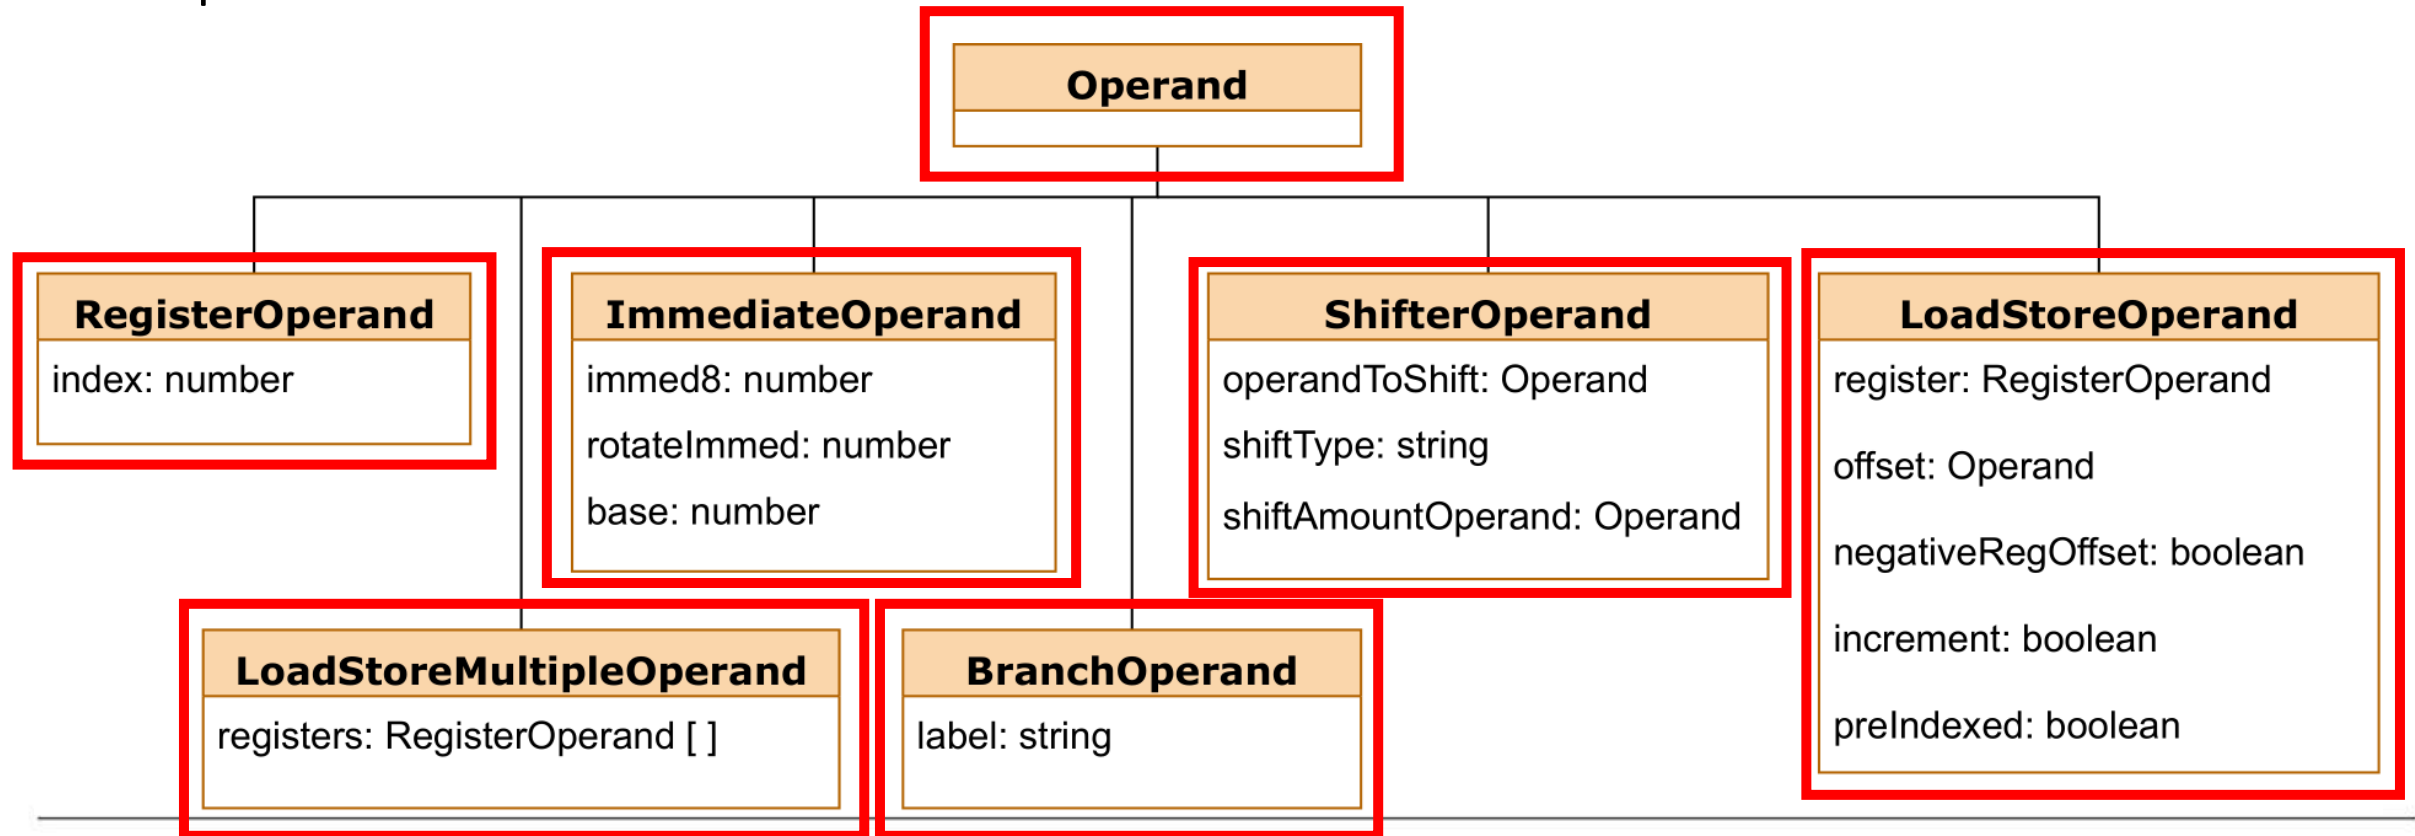 Operand
RegisterOperand
index: number
ImmediateOperand
immed8: number
rotateImmed: number
base: number
ShifterOperand
operandToShift: Operand
shiftType: string
shiftAmountOperand: Operand
LoadStoreOperand
register: RegisterOperand
offset: Operand
negativeRegOffset: boolean
increment: boolean
preIndexed: boolean
LoadStoreMultipleOperand
registers: RegisterOperand [ ]
BranchOperand
label: string